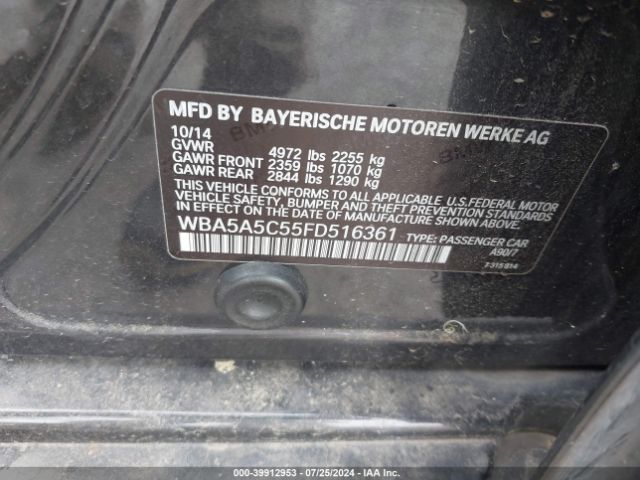 MFD BY BAYERISCHE MOTOREN WERKE AG
10/14
GVWR 4972 lbs 2255 kg
GAWR FRONT 2359 lbs 1070 kg
GAWR REAR 2844 lbs 1290 kg
THIS VEHICLE CONFORMS TO ALL APPLICABLE U.S.FEDERAL MOTOR
VEHICLE SAFETY, BUMPER AND THEFT PREVENTION
STANDARDS IN EFFECT ON THE DATE OF MANUFACTURE SHOWN ABOVE.
WBA5A5C55FD516361
TYPE: PASSENGER CAR
A90/7
7 315 814
000-39912953 / 07/25/2024 / IAA Inc.